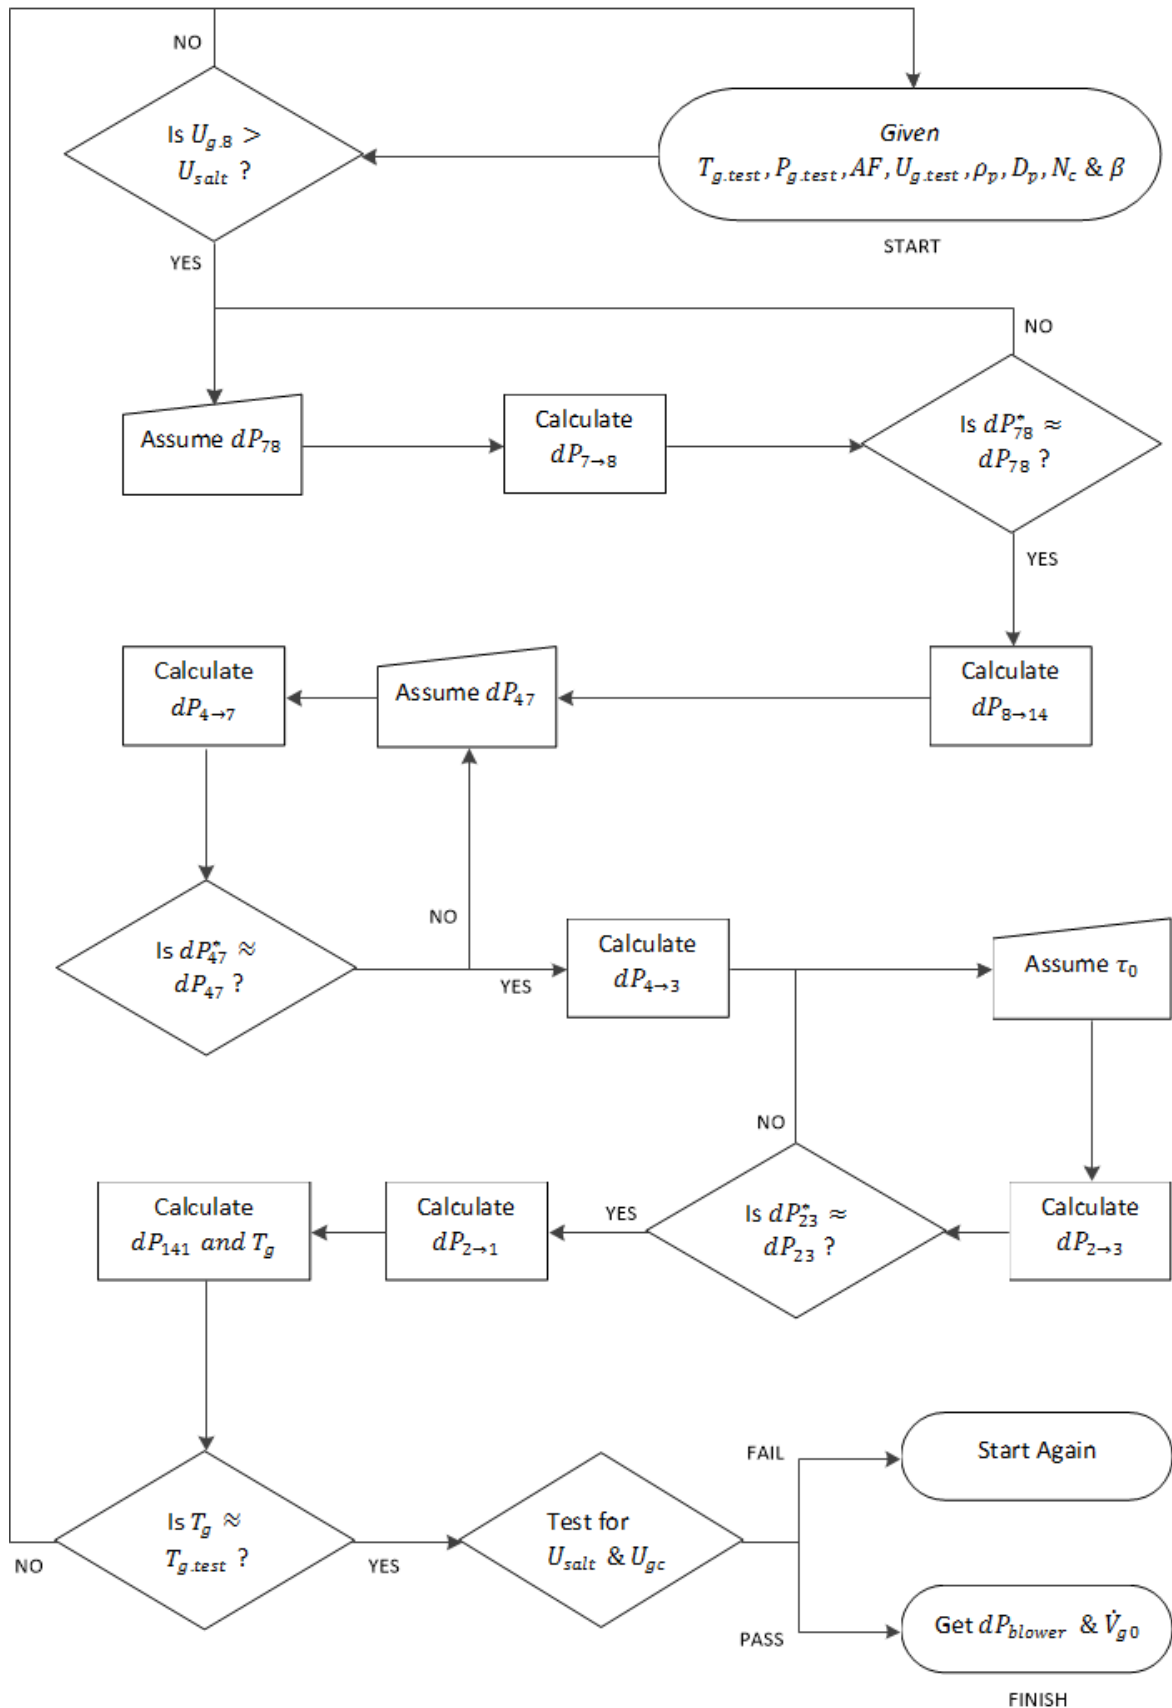 NO
Is U_{g.8} >
U_{salt} ?
Given
T_{g.test}, P_{g.test}, AF, U_{g.test}, ρ_p, D_p, N_c & β
START
YES
NO
Assume dP_{78}
Calculate
dP_{7→8}
Is dP^*_{78} ≈
dP_{78} ?
YES
Calculate
dP_{4→7}
Assume dP_{47}
Calculate
dP_{8→14}
Is dP^*_{47} ≈
dP_{47} ?
NO
YES
Calculate
dP_{4→3}
Assume τ_0
NO
Calculate
dP_{141} and T_g
Calculate
dP_{2→1}
YES
Is dP^*_{23} ≈
dP_{23} ?
Calculate
dP_{2→3}
NO
Is T_g ≈
T_{g.test} ?
YES
Test for
U_{salt} & U_{gc}
FAIL
Start Again
PASS
Get dP_{blower} & V̇_{g0}
FINISH